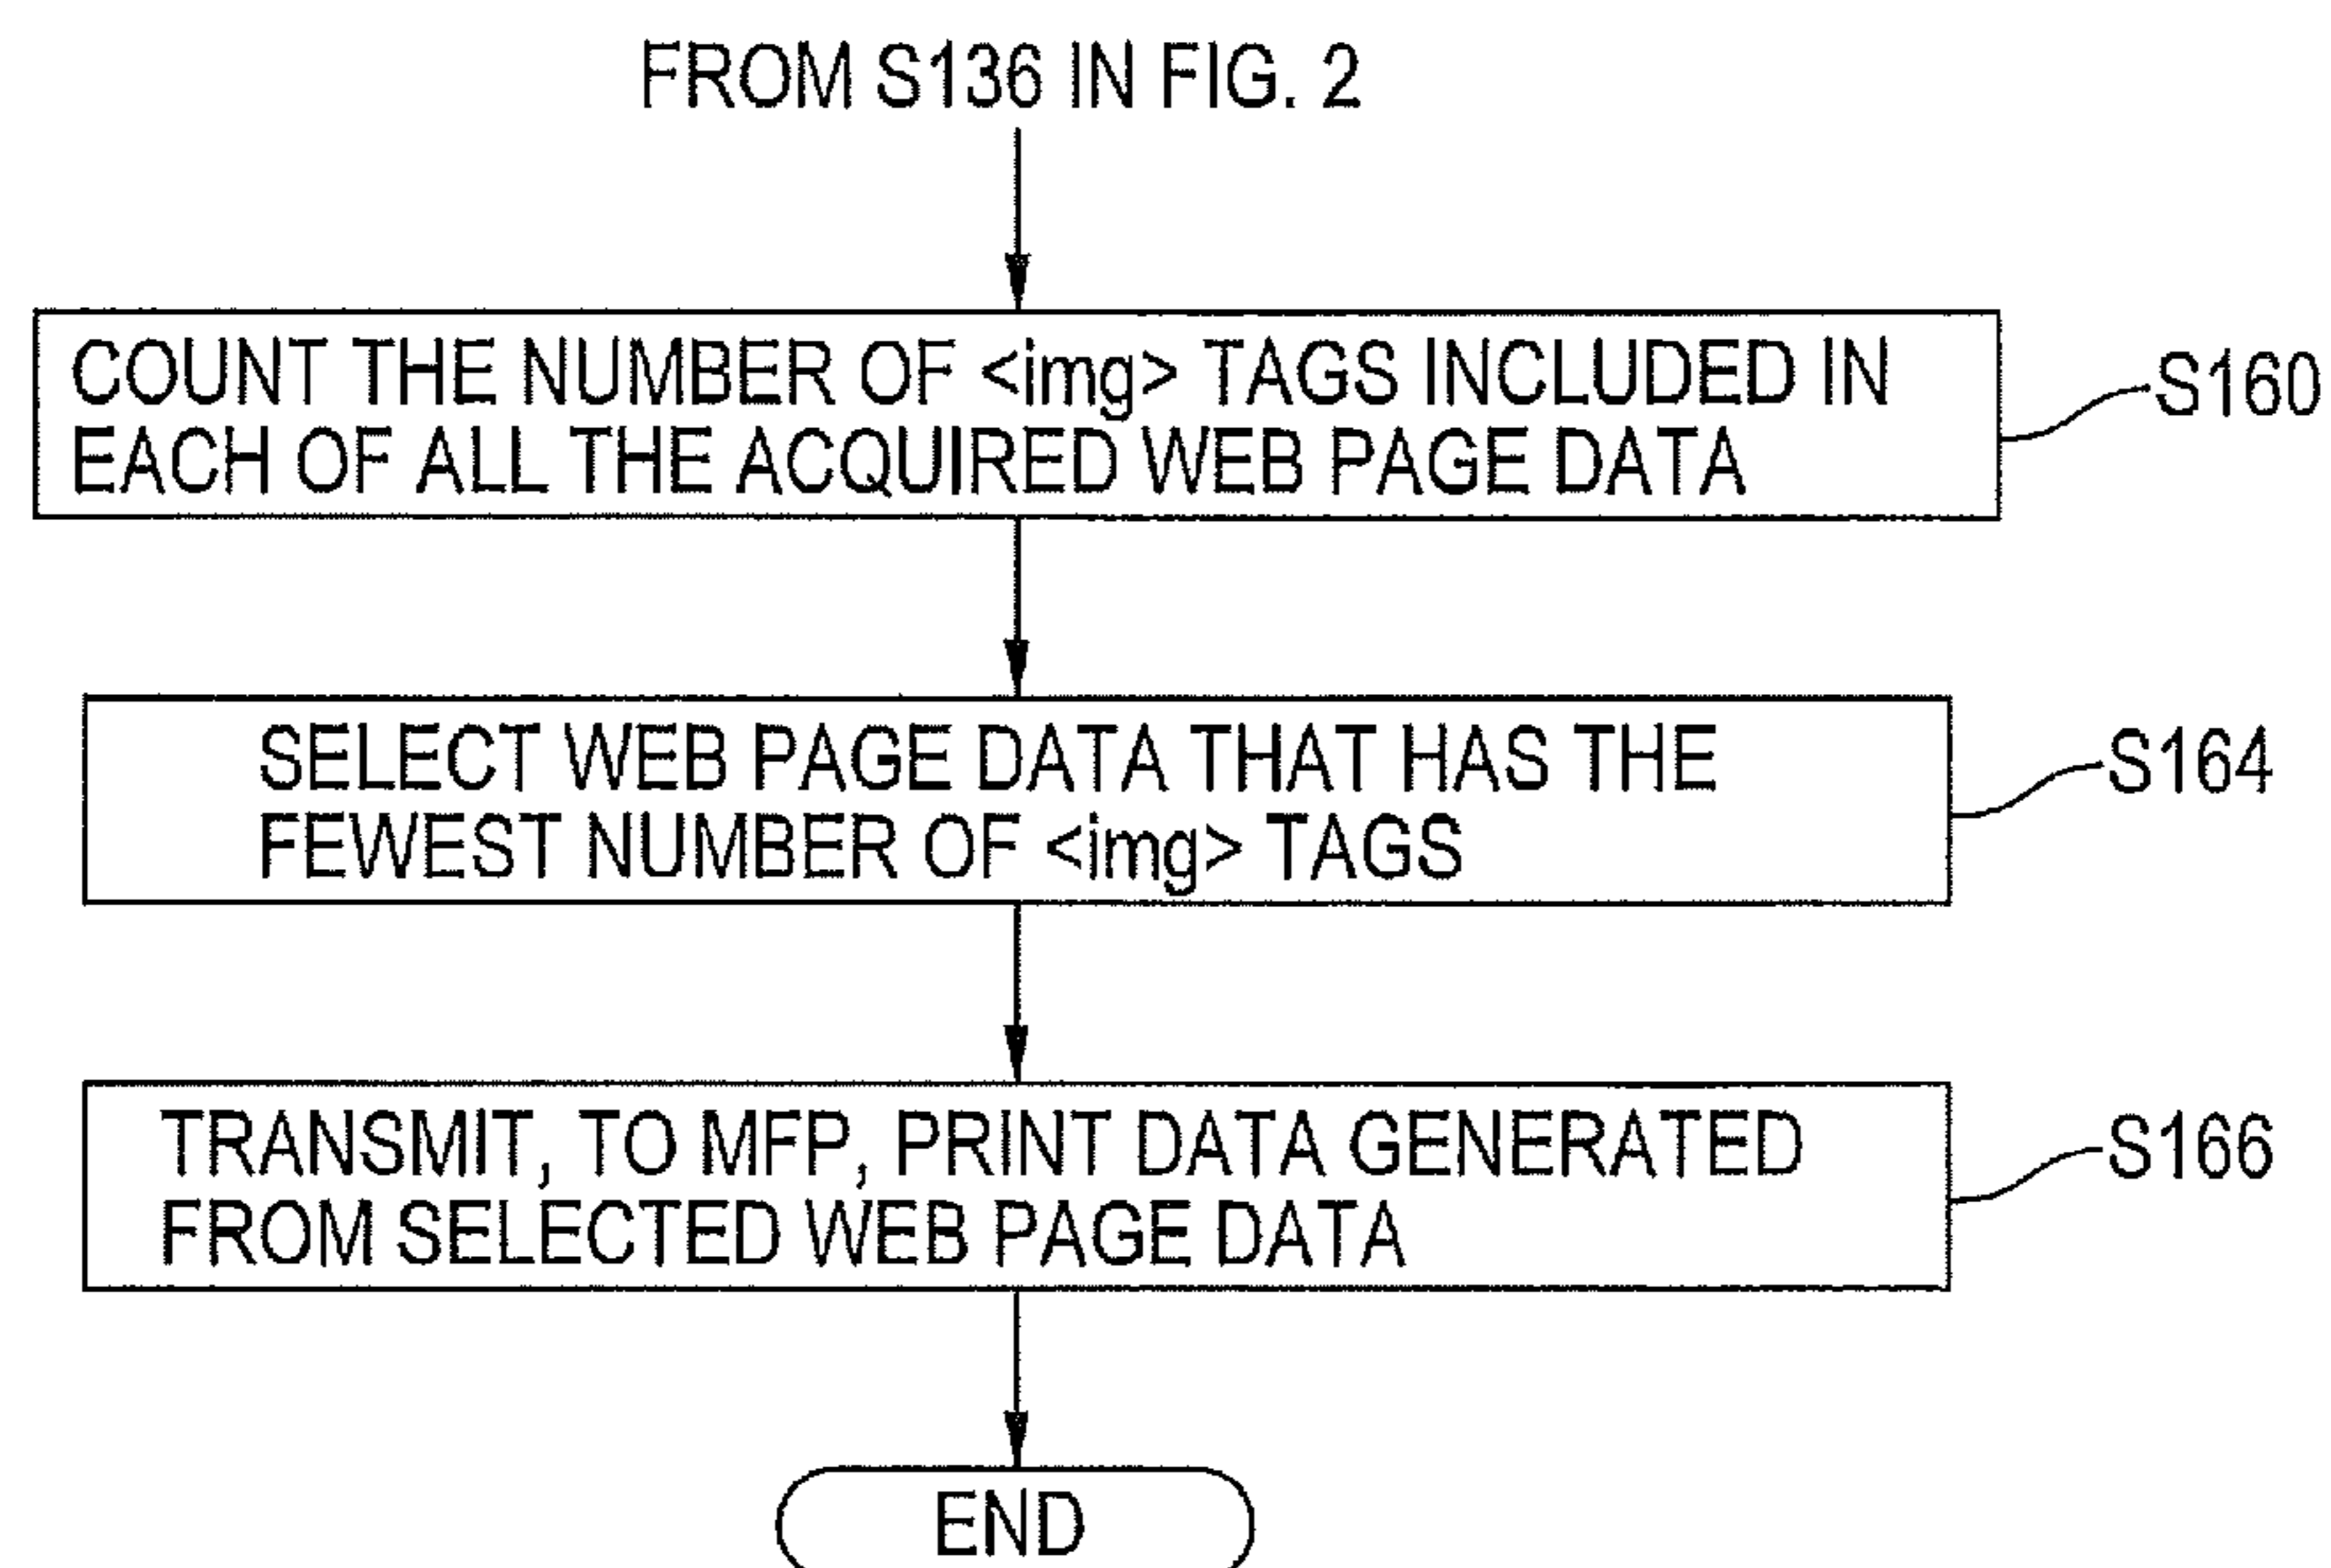 FROM S136 IN FIG. 2
COUNT THE NUMBER OF <img> TAGS INCLUDED IN
EACH OF ALL THE ACQUIRED WEB PAGE DATA
S160
SELECT WEB PAGE DATA THAT HAS THE
FEWEST NUMBER OF <img> TAGS
S164
TRANSMIT, TO MFP, PRINT DATA GENERATED
FROM SELECTED WEB PAGE DATA
S166
END